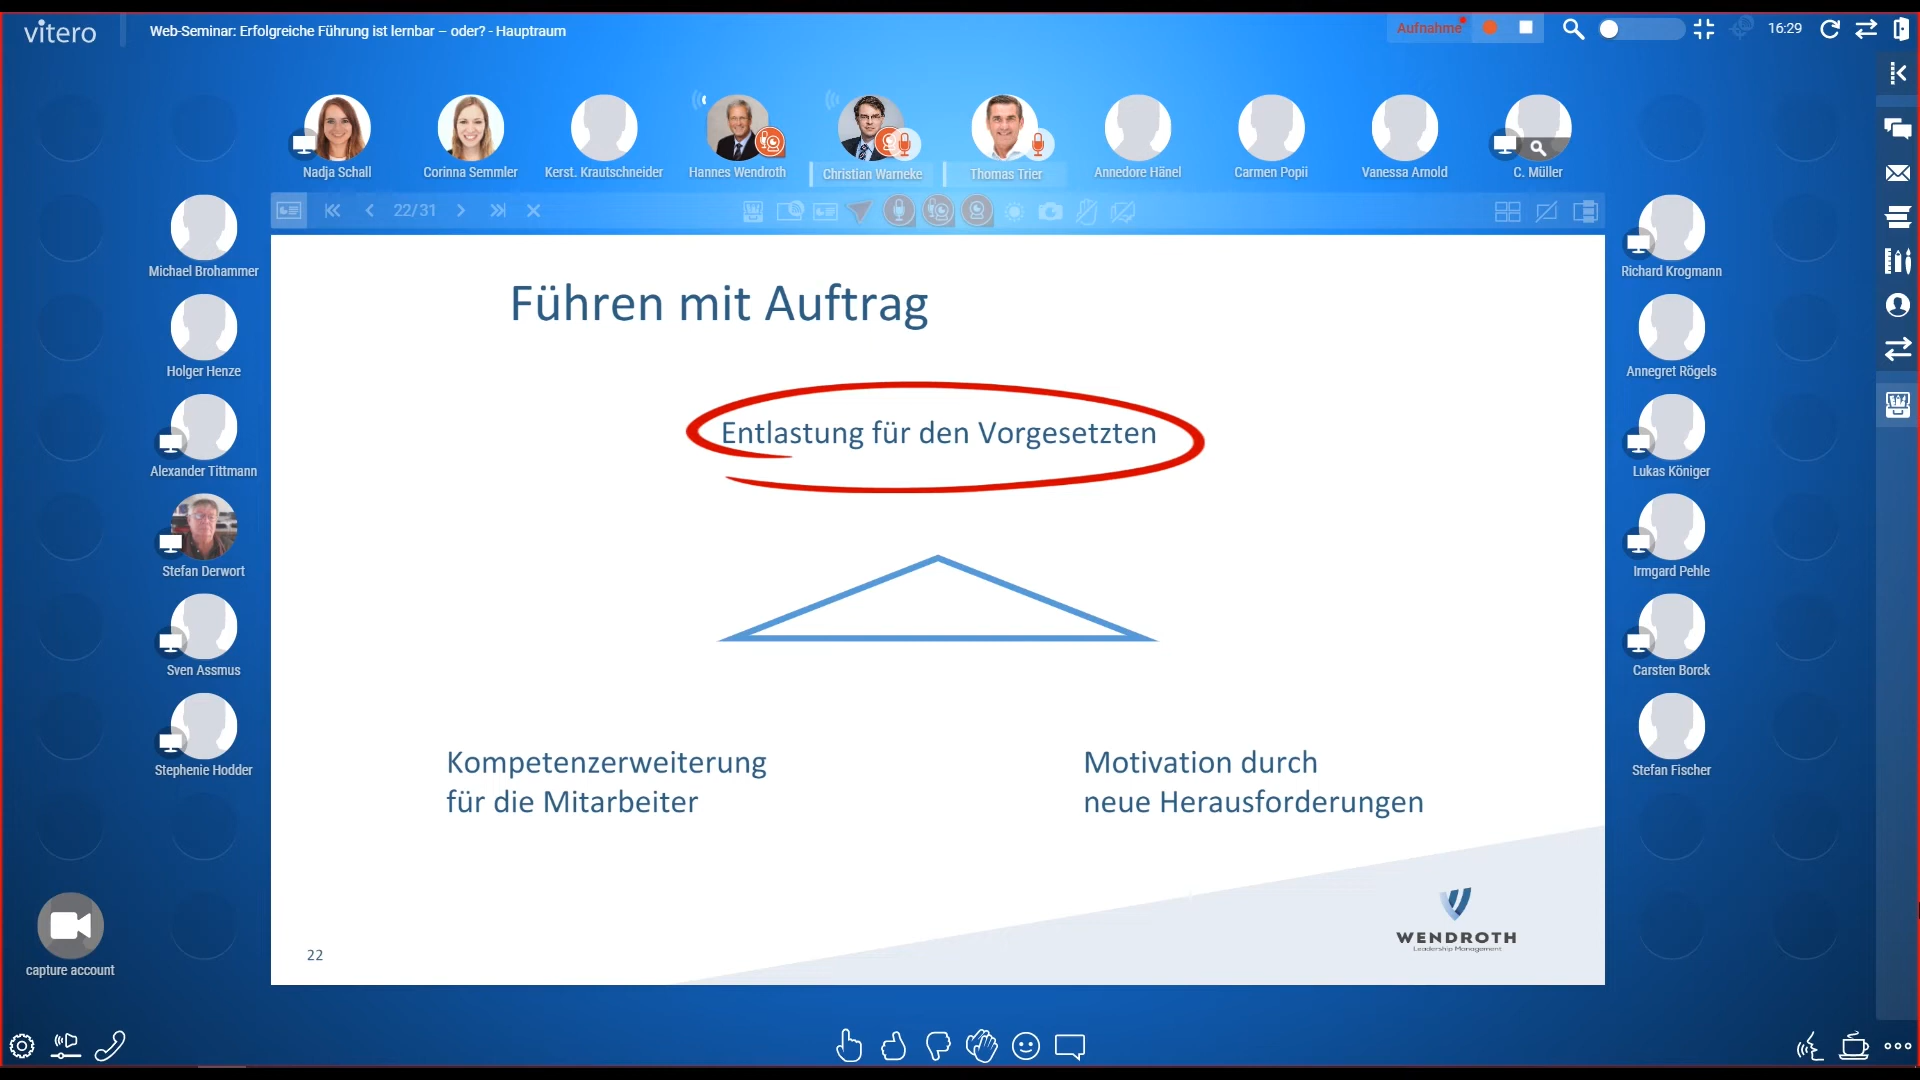 vitero
Web-Seminar: Erfolgreiche Führung ist lernbar – oder? - Hauptraum
Aufnahme
16:29
Nadja Schall
Corinna Semmler
Kerst. Krautschneider
Hannes Wendroth
Christian Warneke
Thomas Trier
Annedore Hänel
Carmen Popii
Vanessa Arnold
C. Müller
22/31
Michael Brohammer
Holger Henze
Alexander Tittmann
Stefan Derwort
Sven Assmus
Stephenie Hodder
capture account
Führen mit Auftrag
Entlastung für den Vorgesetzten
Kompetenzerweiterung
für die Mitarbeiter
Motivation durch
neue Herausforderungen
22
WENDROTH
Leadership Management
Richard Krogmann
Annegret Rögels
Lukas Königer
Irmgard Pehle
Carsten Borck
Stefan Fischer